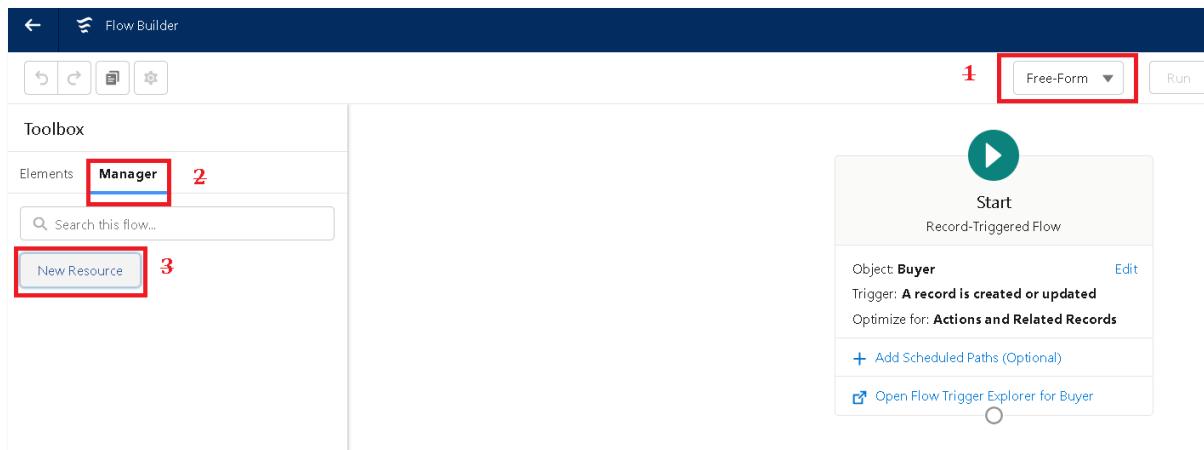 Flow Builder
1
Free-Form
Run
Toolbox
Elements
Manager
2
Search this flow...
New Resource
3
Start
Record-Triggered Flow
Object: Buyer
Edit
Trigger: A record is created or updated
Optimize for: Actions and Related Records
Add Scheduled Paths (Optional)
Open Flow Trigger Explorer for Buyer